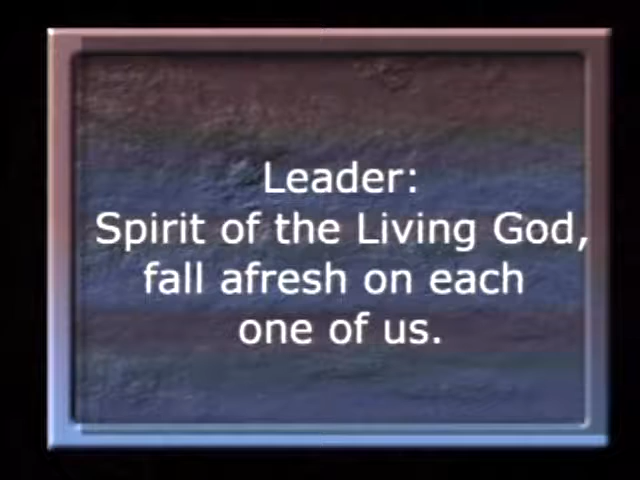 Leader:
Spirit of the Living God,
fall afresh on each
one of us.